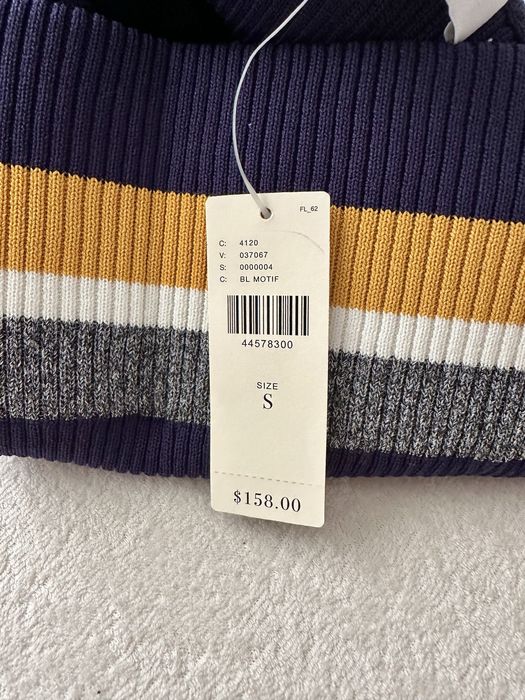 FL_62
C: 4120
V: 037067
S: 0000004
C: BL MOTIF
44578300
SIZE
S
$158.00